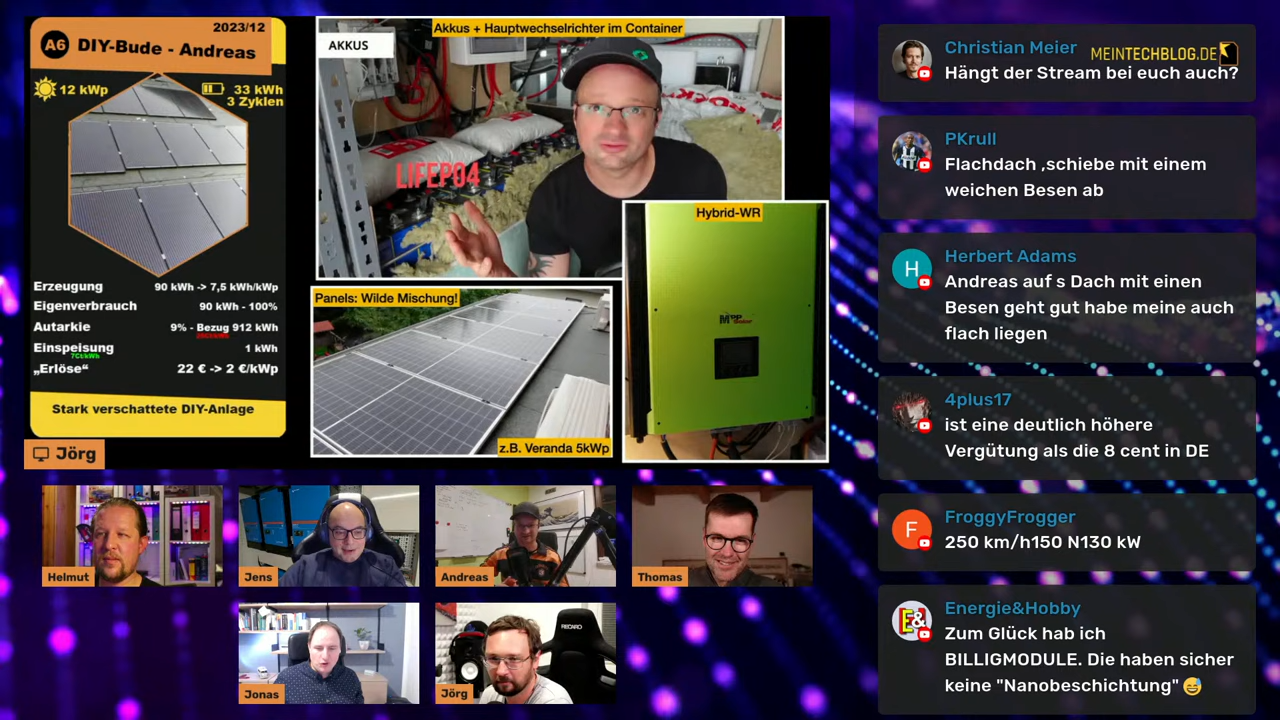 2023/12
A6
DIY-Bude - Andreas
12 kWp
33 kWh
3 Zyklen
Erzeugung 90 kWh -> 7,5 kWh/kWp
Eigenverbrauch 90 kWh - 100%
Autarkie 9% - Bezug 912 kWh
Einspeisung 1 kWh
7Ct/kWh
„Erlöse“ 22 € -> 2 €/kWp
Stark verschattete DIY-Anlage
Jörg
Akkus + Hauptwechselrichter im Container
AKKUS
LIFEPO4
Hybrid-WR
Panels: Wilde Mischung!
z.B. Veranda 5kWp
Helmut
Jens
Andreas
Thomas
Jonas
Jörg
RECARO
MEINTECHBLOG.DE
Christian Meier
Hängt der Stream bei euch auch?
PKrull
Flachdach ,schiebe mit einem
weichen Besen ab
H
Herbert Adams
Andreas auf s Dach mit einen
Besen geht gut habe meine auch
flach liegen
4plus17
ist eine deutlich höhere
Vergütung als die 8 cent in DE
F
FroggyFrogger
250 km/h150 N130 kW
E&
Energie&Hobby
Zum Glück hab ich
BILLIGMODULE. Die haben sicher
keine "Nanobeschichtung" 😅